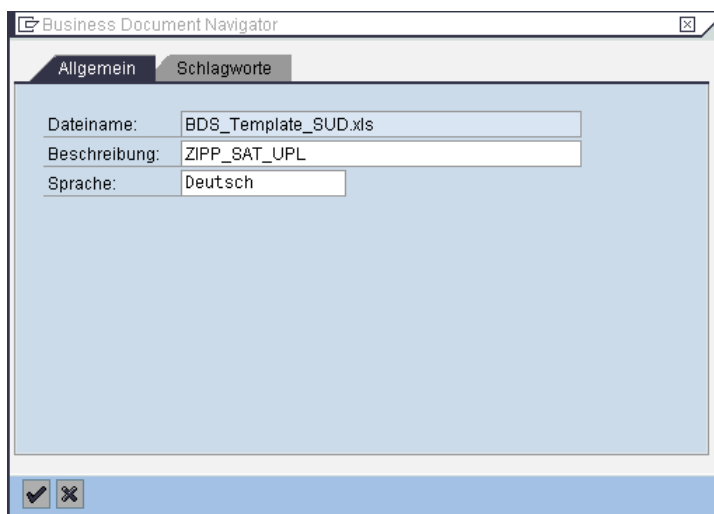 Business Document Navigator
Allgemein Schlagworte
Dateiname: BDS_Template_SUD.xls
Beschreibung: ZIPP_SAT_UPL
Sprache: Deutsch